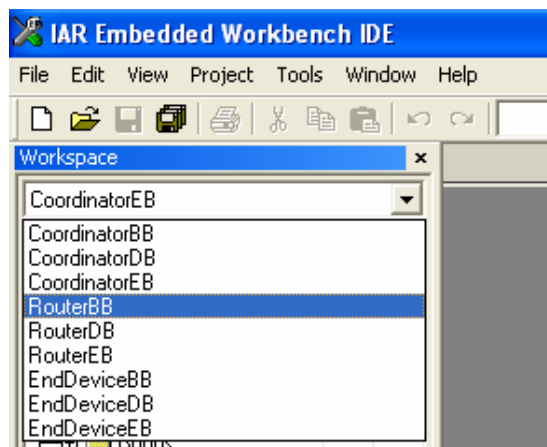 IAR Embedded Workbench IDE
File Edit View Project Tools Window Help
Workspace
CoordinatorEB
CoordinatorBB
CoordinatorDB
CoordinatorEB
RouterBB
RouterDB
RouterEB
EndDeviceBB
EndDeviceDB
EndDeviceEB